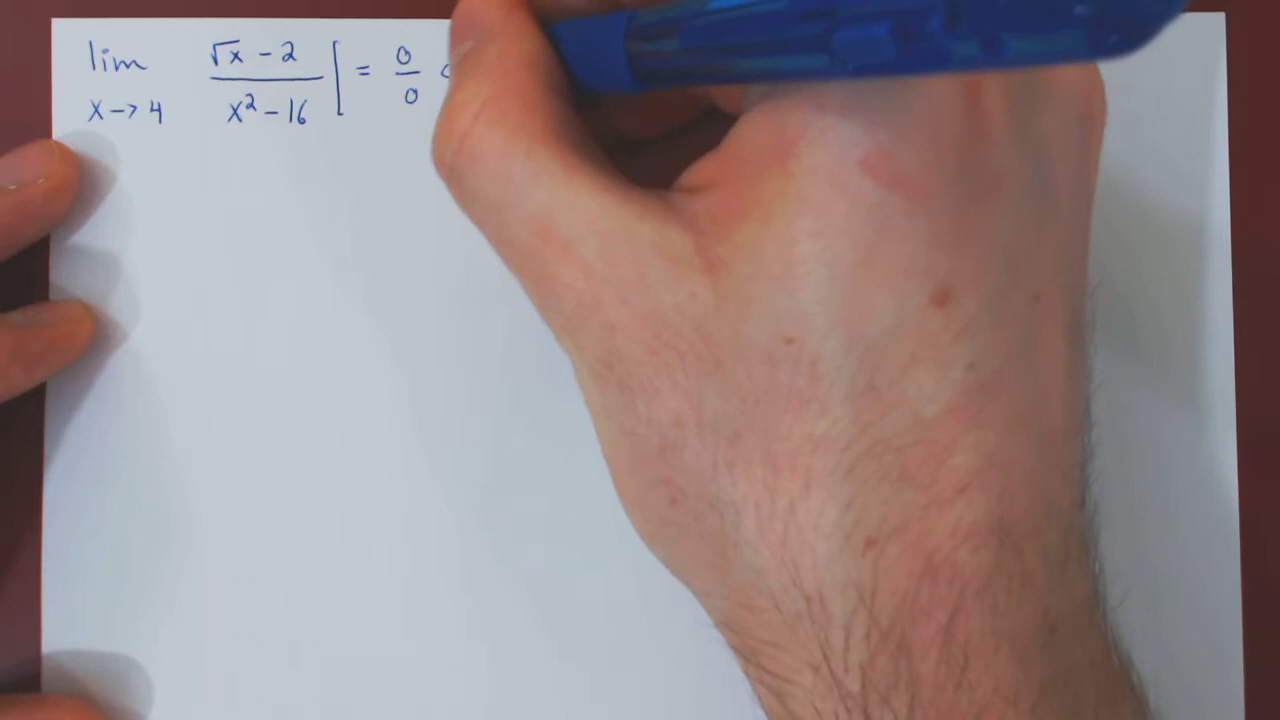 lim √x - 2 / x² - 16 | = 0/0
x → 4